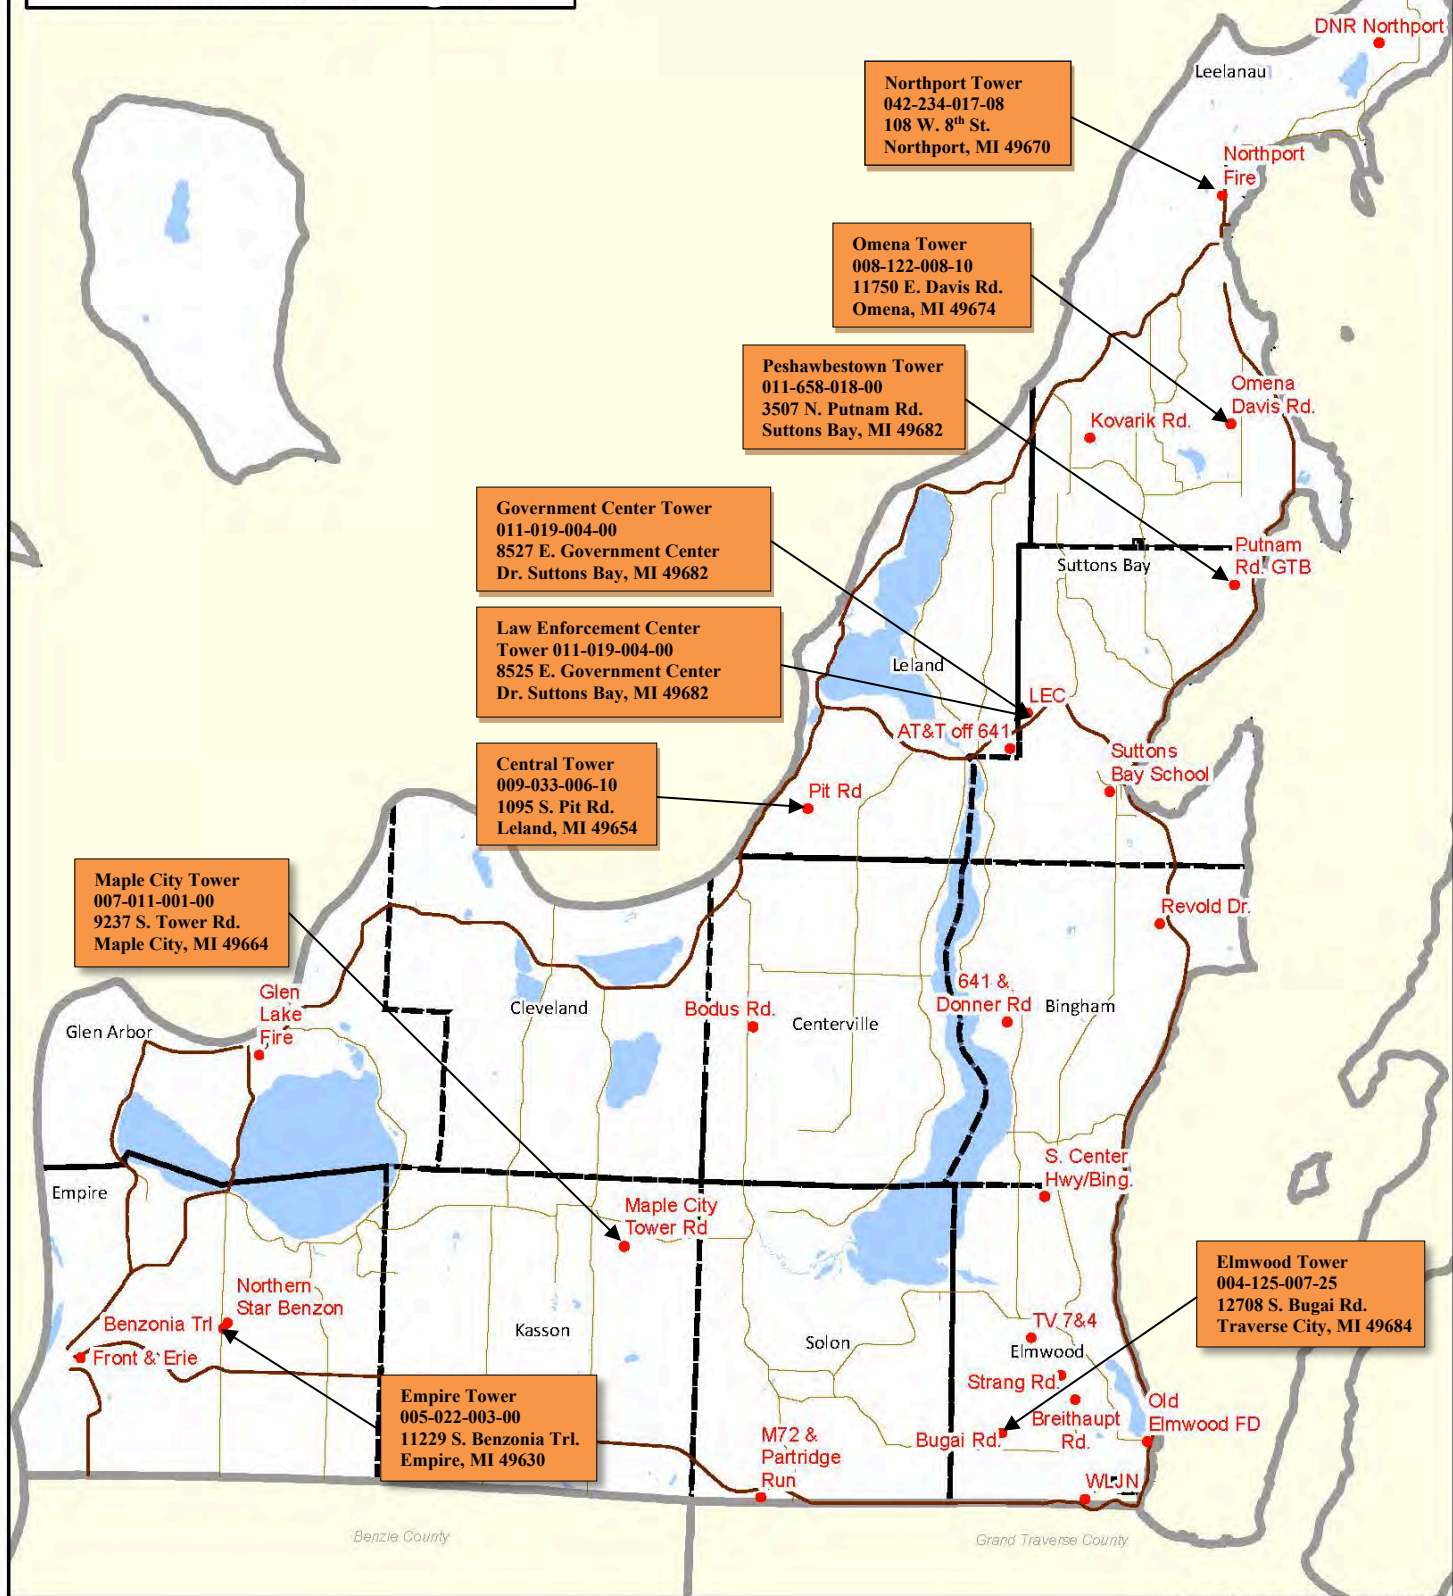 DNR Northport
Leelanau
Northport Tower
042-234-017-08
108 W. 8th St.
Northport, MI 49670
Northport
Fire
Omena Tower
008-122-008-10
11750 E. Davis Rd.
Omena, MI 49674
Peshawbestown Tower
011-658-018-00
3507 N. Putnam Rd.
Suttons Bay, MI 49682
Omena
Davis Rd.
Kovarik Rd.
Government Center Tower
011-019-004-00
8527 E. Government Center
Dr. Suttons Bay, MI 49682
Putnam
Rd. GTB
Suttons Bay
Law Enforcement Center
Tower 011-019-004-00
8525 E. Government Center
Dr. Suttons Bay, MI 49682
Leland
LEC
AT&T off 641
Suttons
Bay School
Central Tower
009-033-006-10
1095 S. Pit Rd.
Leland, MI 49654
Pit Rd
Maple City Tower
007-011-001-00
9237 S. Tower Rd.
Maple City, MI 49664
Revold Dr.
Glen
Lake
Fire
Glen Arbor
Cleveland
Bodus Rd.
Centerville
641 &
Donner Rd
Bingham
S. Center
Hwy/Bing.
Empire
Maple City
Tower Rd
Elmwood Tower
004-125-007-25
12708 S. Bugai Rd.
Traverse City, MI 49684
Northern
Star Benzon
Benzonia Trl
Front & Erie
Kasson
Solon
TV 7&4
Elmwood
Strang Rd.
Breithaupt
Rd.
Old
Elmwood FD
Bugai Rd.
Empire Tower
005-022-003-00
11229 S. Benzonia Trl.
Empire, MI 49630
M72 &
Partridge
Run
WLJN
Benzie County
Grand Traverse County